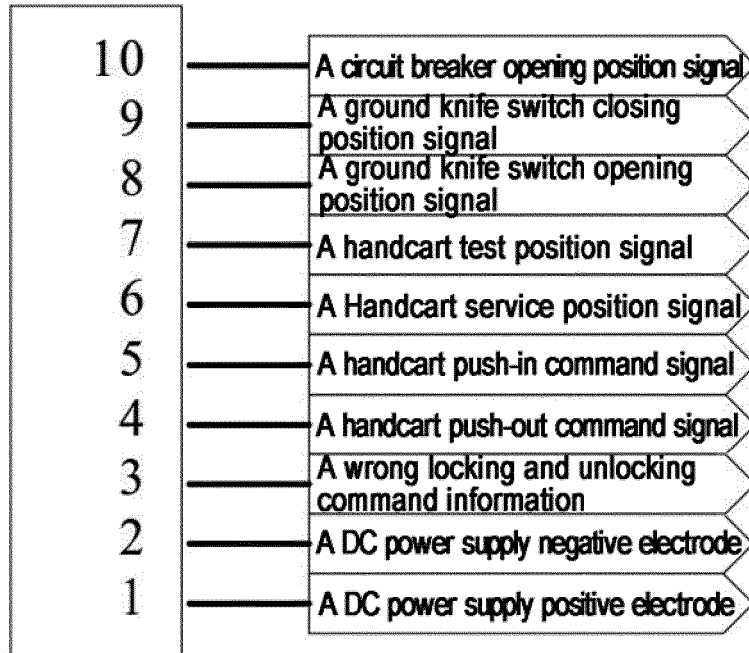 10 A circuit breaker opening position signal
9 A ground knife switch closing
position signal
8 A ground knife switch opening
position signal
7 A handcart test position signal
6 A Handcart service position signal
5 A handcart push-in command signal
4 A handcart push-out command signal
3 A wrong locking and unlocking
command information
2 A DC power supply negative electrode
1 A DC power supply positive electrode